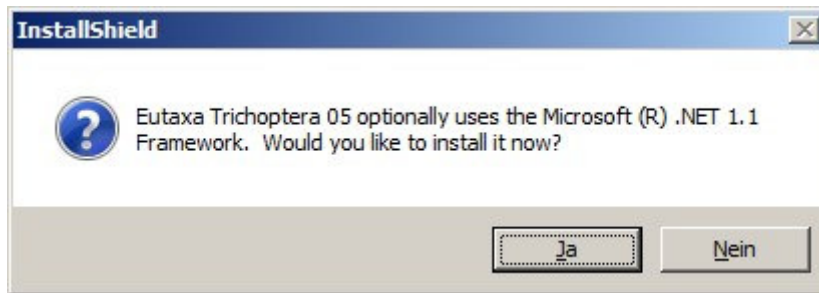 InstallShield
Eutaxa Trichoptera 05 optionally uses the Microsoft (R) .NET 1.1
Framework.  Would you like to install it now?
Ja
Nein